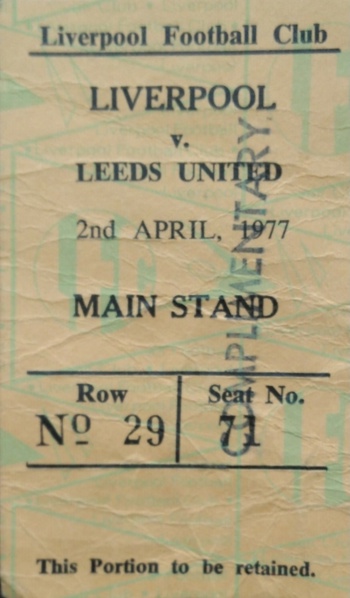 Liverpool Football Club
LIVERPOOL
v.
LEEDS UNITED
2nd APRIL, 1977
MAIN STAND
COMPLIMENTARY.
Row Seat No.
Nº 29 71
This Portion to be retained.